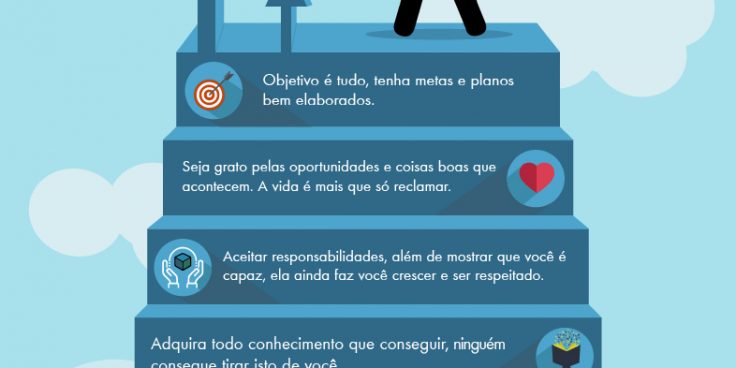 Objetivo é tudo, tenha metas e planos
bem elaborados.
Seja grato pelas oportunidades e coisas boas que
acontecem. A vida é mais que só reclamar.
Aceitar responsabilidades, além de mostrar que você é
capaz, ela ainda faz você crescer e ser respeitado.
Adquira todo conhecimento que conseguir, ninguém
consegue tirar isto de você